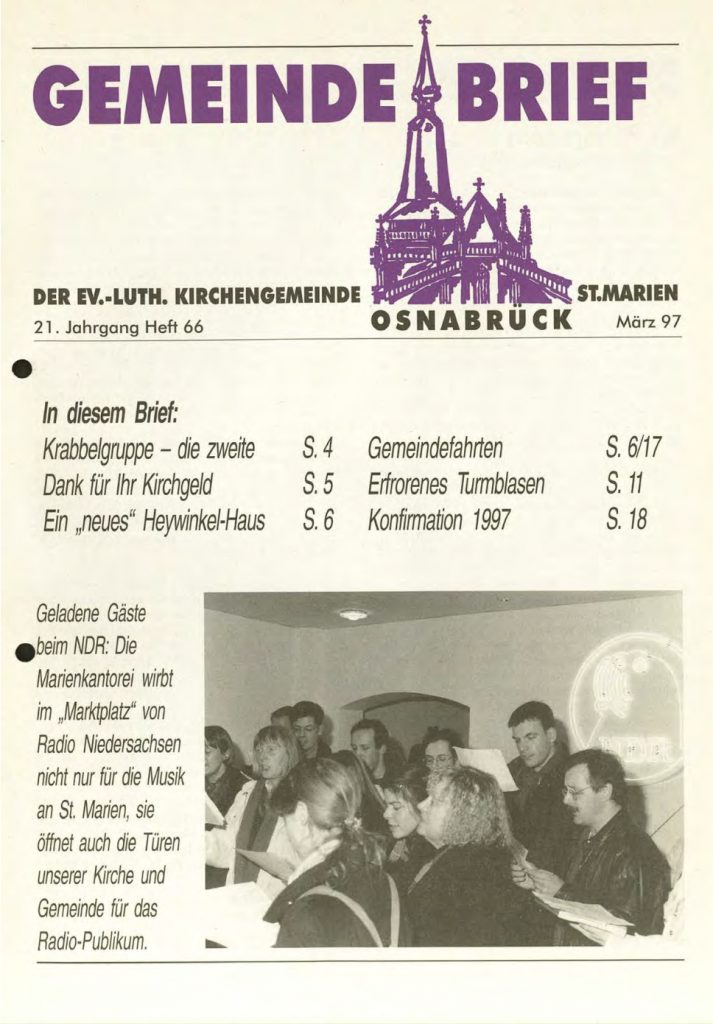 GEMEINDE BRIEF
DER EV.-LUTH. KIRCHENGEMEINDE ST.MARIEN
21. Jahrgang Heft 66 OSNABRÜCK März 97
In diesem Brief:
Krabbelgruppe – die zweite S. 4
Dank für Ihr Kirchgeld S. 5
Ein „neues“ Heywinkel-Haus S. 6
Gemeindefahrten S. 6/17
Erfrorenes Turmblasen S. 11
Konfirmation 1997 S. 18
Geladene Gäste
beim NDR: Die
Marienkantorei wirbt
im „Marktplatz“ von
Radio Niedersachsen
nicht nur für die Musik
an St. Marien, sie
öffnet auch die Türen
unserer Kirche und
Gemeinde für das
Radio-Publikum.
NDR